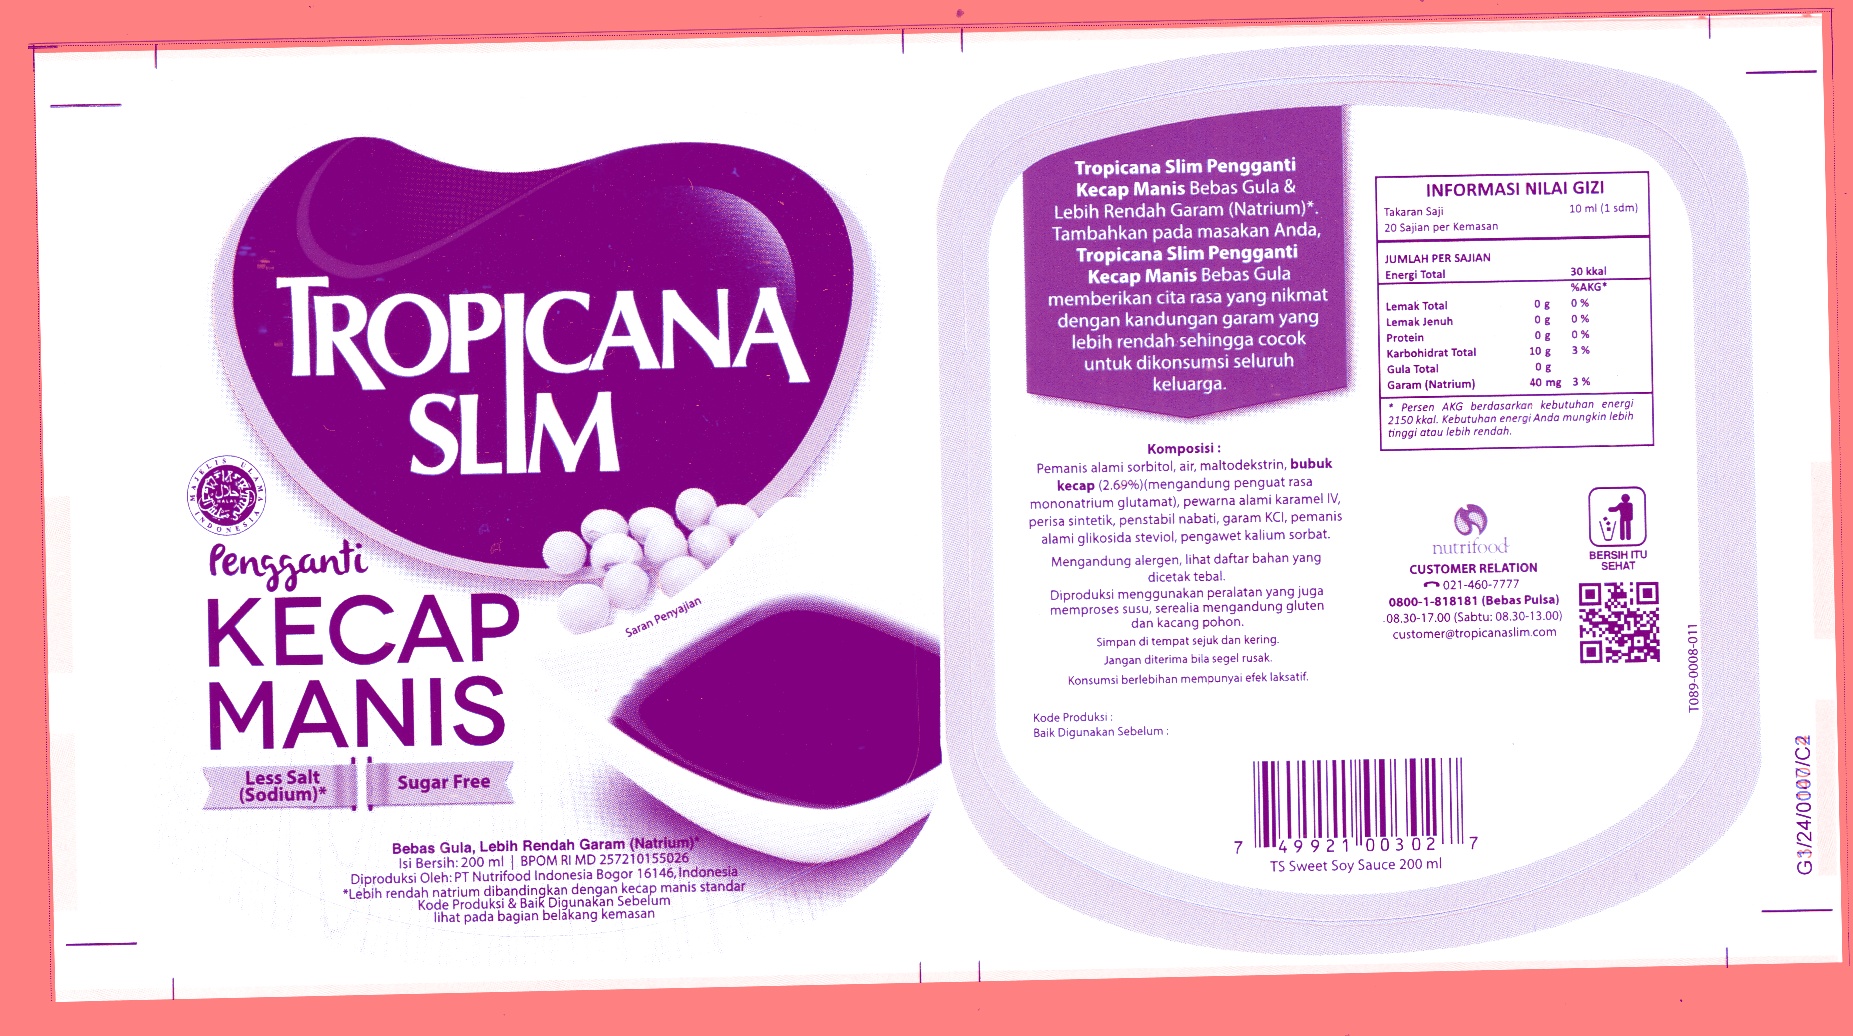 TROPICANA
SLIM
MAJELIS ULAMA
INDONESIA
حلال
HALAL
Pengganti
KECAP
MANIS
Saran Penyajian
Less Salt
(Sodium)*
Sugar Free
Bebas Gula, Lebih Rendah Garam (Natrium)*
Isi Bersih: 200 ml | BPOM RI MD 257210155026
Diproduksi Oleh: PT Nutrifood Indonesia Bogor 16146, Indonesia
*Lebih rendah natrium dibandingkan dengan kecap manis standar
Kode Produksi & Baik Digunakan Sebelum
lihat pada bagian belakang kemasan
Tropicana Slim Pengganti
Kecap Manis Bebas Gula &
Lebih Rendah Garam (Natrium)*.
Tambahkan pada masakan Anda,
Tropicana Slim Pengganti
Kecap Manis Bebas Gula
memberikan cita rasa yang nikmat
dengan kandungan garam yang
lebih rendah sehingga cocok
untuk dikonsumsi seluruh
keluarga.
Komposisi :
Pemanis alami sorbitol, air, maltodekstrin, bubuk
kecap (2.69%)(mengandung penguat rasa
mononatrium glutamat), pewarna alami karamel IV,
perisa sintetik, penstabil nabati, garam KCl, pemanis
alami glikosida steviol, pengawet kalium sorbat.
Mengandung alergen, lihat daftar bahan yang
dicetak tebal.
Diproduksi menggunakan peralatan yang juga
memproses susu, serealia mengandung gluten
dan kacang pohon.
Simpan di tempat sejuk dan kering.
Jangan diterima bila segel rusak.
Konsumsi berlebihan mempunyai efek laksatif.
Kode Produksi :
Baik Digunakan Sebelum :
7 49921 00302 7
TS Sweet Soy Sauce 200 ml
INFORMASI NILAI GIZI
Takaran Saji 10 ml (1 sdm)
20 Sajian per Kemasan
JUMLAH PER SAJIAN
Energi Total 30 kkal
%AKG*
Lemak Total 0 g 0 %
Lemak Jenuh 0 g 0 %
Protein 0 g 0 %
Karbohidrat Total 10 g 3 %
Gula Total 0 g
Garam (Natrium) 40 mg 3 %
* Persen AKG berdasarkan kebutuhan energi
2150 kkal. Kebutuhan energi Anda mungkin lebih
tinggi atau lebih rendah.
nutrifood
CUSTOMER RELATION
021-460-7777
0800-1-818181 (Bebas Pulsa)
08.30-17.00 (Sabtu: 08.30-13.00)
customer@tropicanaslim.com
BERSIH ITU
SEHAT
T089-0008-011